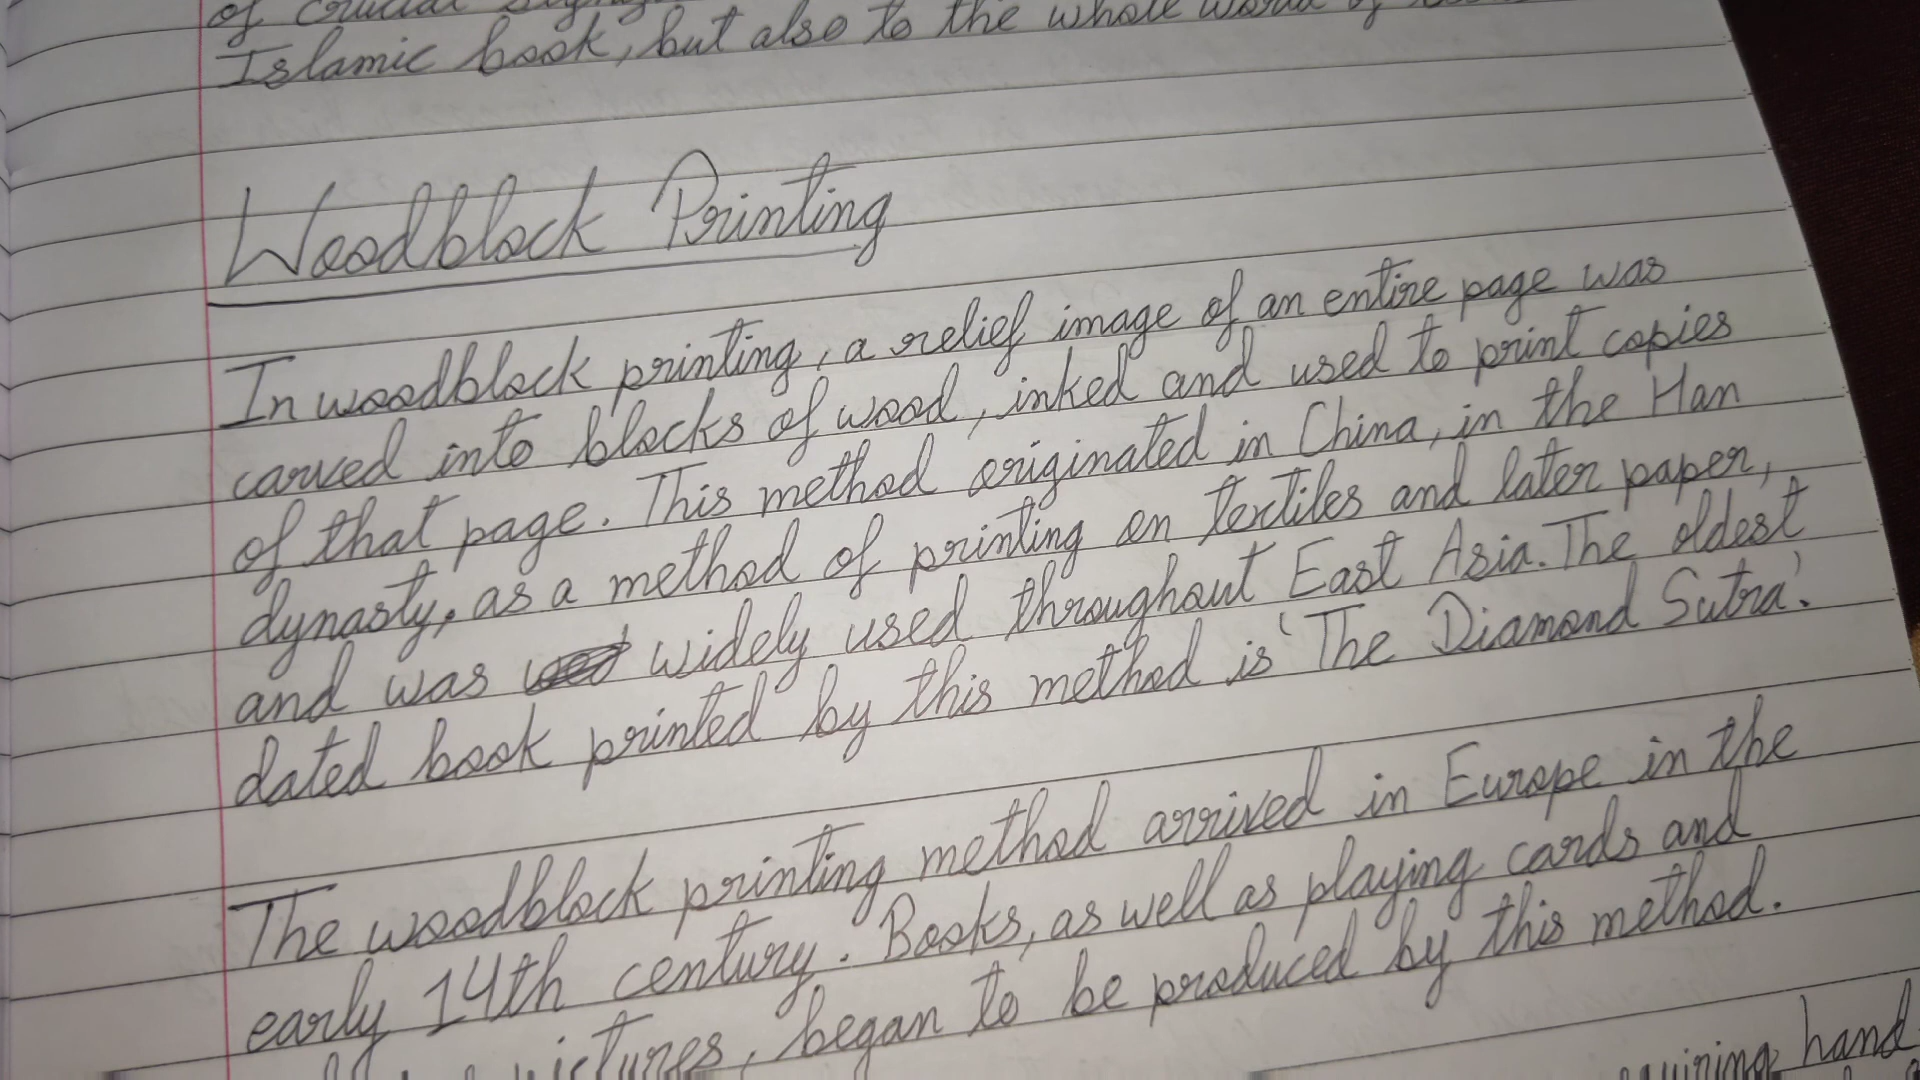 of crucial
Islamic book, but also to the whole world of
Woodblock Printing
In woodblock printing, a relief image of an entire page was
carved into blocks of wood, inked and used to print copies
of that page. This method originated in China, in the Han
dynasty, as a method of printing on textiles and later paper,
and was widely used throughout East Asia. The oldest
dated book printed by this method is 'The Diamond Sutra'.
The woodblock printing method arrived in Europe in the
early 14th century. Books, as well as playing cards and
pictures, began to be produced by this method.
hand